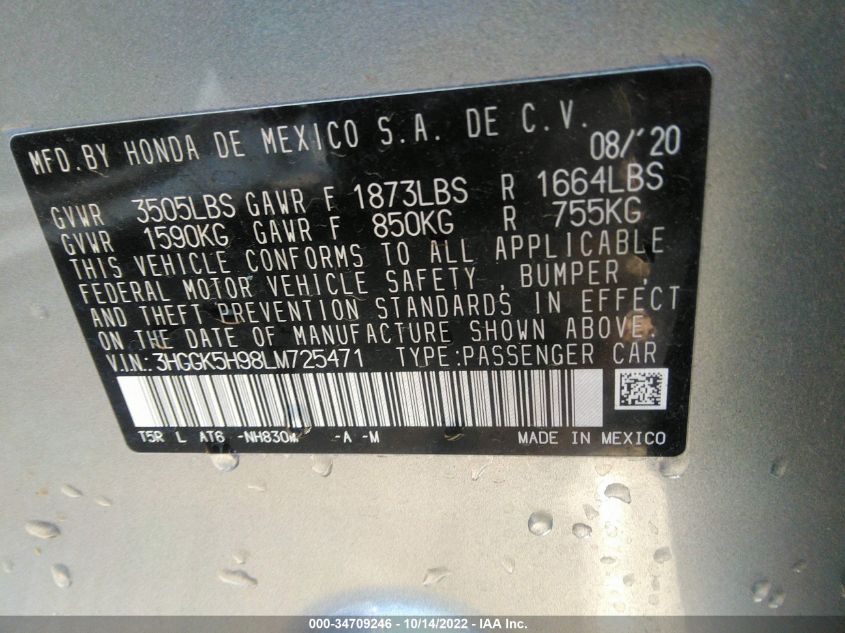 MFD.BY HONDA DE MEXICO S.A. DE C.V. 08/'20
GVWR 3505LBS GAWR F 1873LBS R 1664LBS
GVWR 1590KG GAWR F 850KG R 755KG
THIS VEHICLE CONFORMS TO ALL APPLICABLE
FEDERAL MOTOR VEHICLE SAFETY , BUMPER ,
AND THEFT PREVENTION STANDARDS IN EFFECT
ON THE DATE OF MANUFACTURE SHOWN ABOVE.
V.I.N.: 3HGGK5H98LM725471 TYPE:PASSENGER CAR
T5R L AT6 -NH830M -A -M MADE IN MEXICO
000-34709246 - 10/14/2022 - IAA Inc.